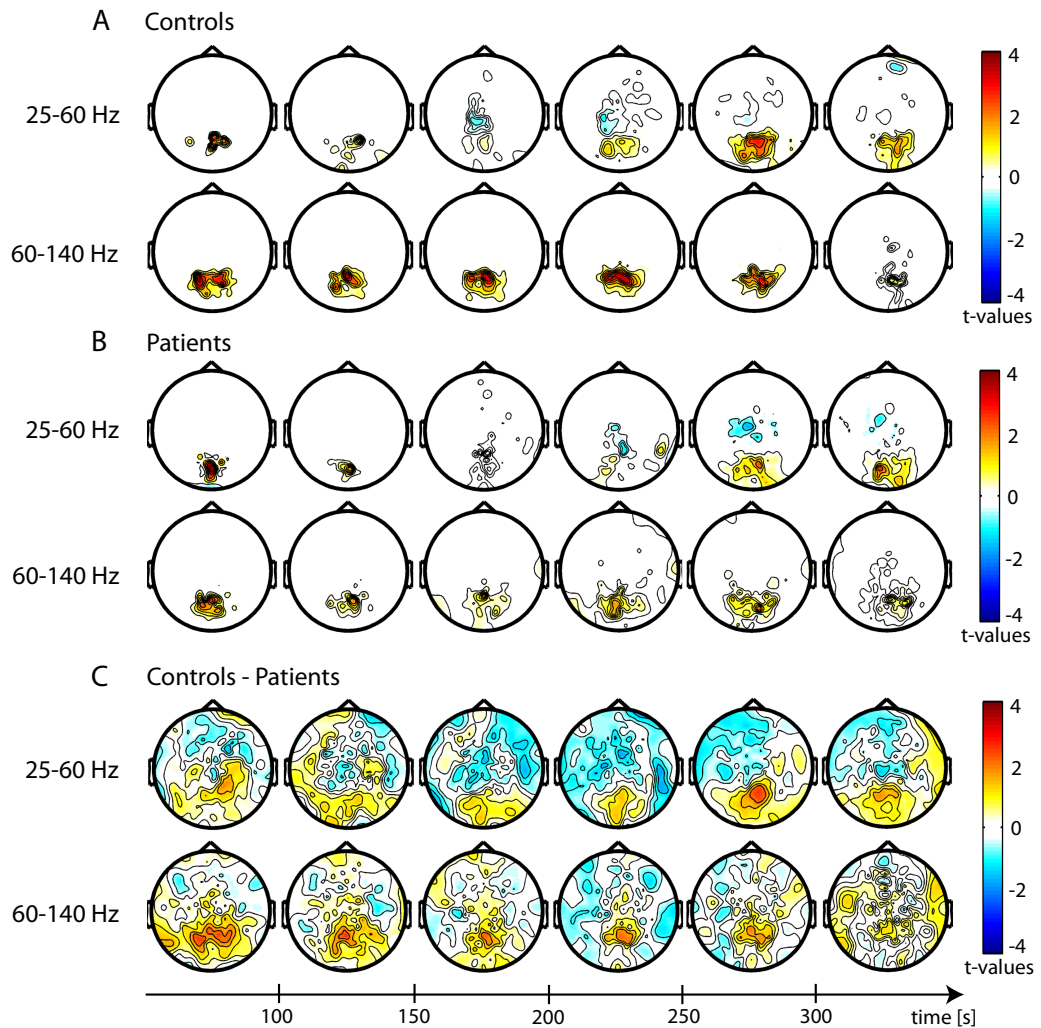 A Controls
25-60 Hz
60-140 Hz
4
2
0
-2
-4
t-values
B Patients
25-60 Hz
60-140 Hz
4
2
0
-2
-4
t-values
C Controls - Patients
25-60 Hz
60-140 Hz
4
2
0
-2
-4
t-values
100 150 200 250 300 time [s]